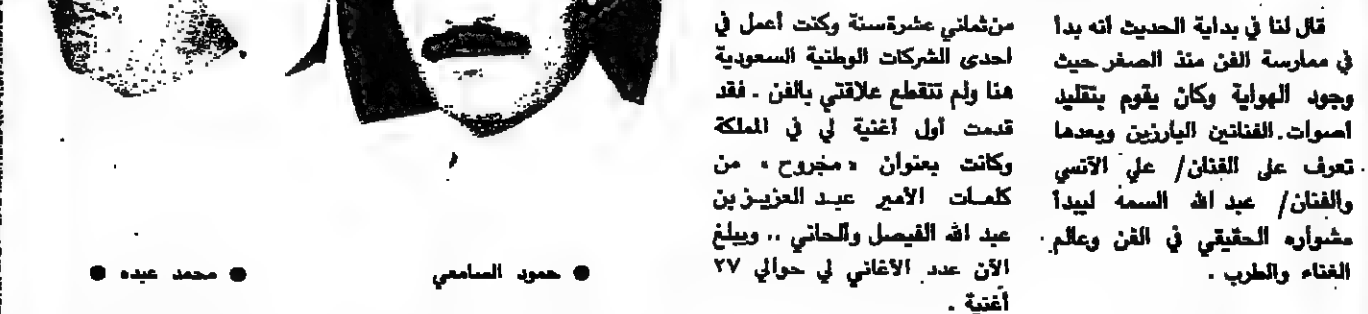 قال لنا في بداية الحديث انه بدأ
في ممارسة الفن منذ الصغر حيث
وجود الهواية وكان يقوم بتقليد
أصوات الفنانين البارزين وبعدها
تعرف على الفنان/ علي الآنسي
والفنان/ عبد الله السمه ليبدأ
مشواره الحقيقي في الفن وعالم
الغناء والطرب .
من ثماني عشرة سنة وكنت أعمل في
احدى الشركات الوطنية السعودية
هنا ولم تنقطع علاقتي بالفن . فقد
قدمت أول أغنية لي في المملكة
وكانت بعنوان « مجروح » من
كلمات الأمير عبد العزيز بن
عبد الله الفيصل وألحاني .. ويبلغ
الآن عدد الأغاني لي حوالي ٢٧
أغنية .
● حمود السامعي
● محمد عبده ●